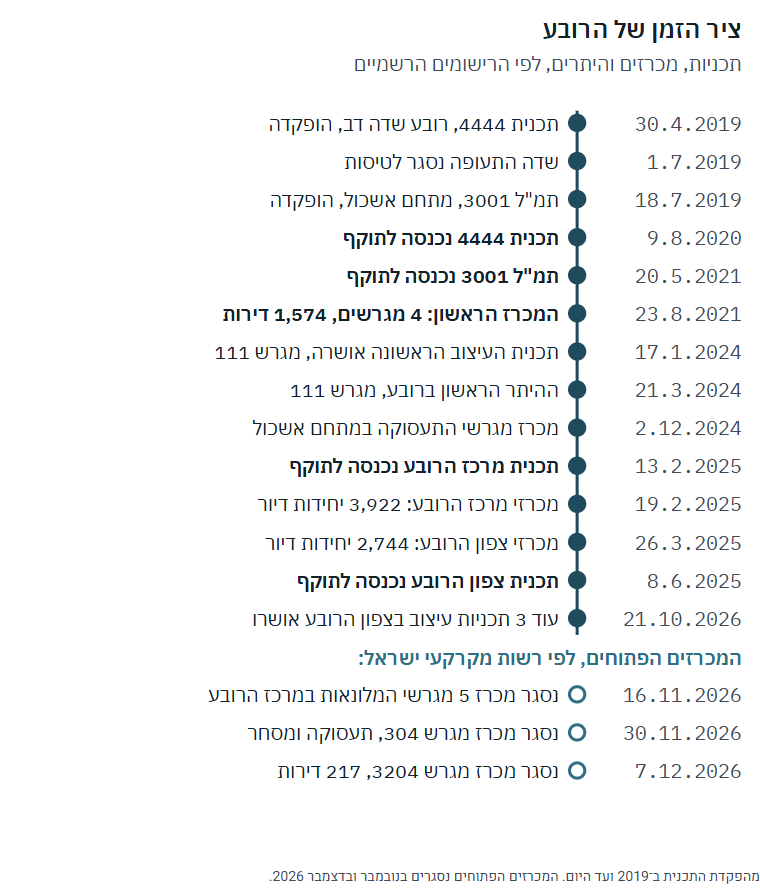 ציר הזמן של הרובע
תכניות, מכרזים והיתרים, לפי הרישומים הרשמיים
30.4.2019 תכנית 4444, רובע שדה דב, הופקדה
1.7.2019 שדה התעופה נסגר לטיסות
18.7.2019 תמ"ל 3001, מתחם אשכול, הופקדה
9.8.2020 תכנית 4444 נכנסה לתוקף
20.5.2021 תמ"ל 3001 נכנסה לתוקף
23.8.2021 המכרז הראשון: 4 מגרשים, 1,574 דירות
17.1.2024 תכנית העיצוב הראשונה אושרה, מגרש 111
21.3.2024 ההיתר הראשון ברובע, מגרש 111
2.12.2024 מכרז מגרשי התעסוקה במתחם אשכול
13.2.2025 תכנית מרכז הרובע נכנסה לתוקף
19.2.2025 מכרזי מרכז הרובע: 3,922 יחידות דיור
26.3.2025 מכרזי צפון הרובע: 2,744 יחידות דיור
8.6.2025 תכנית צפון הרובע נכנסה לתוקף
21.10.2026 עוד 3 תכניות עיצוב בצפון הרובע אושרו
המכרזים הפתוחים, לפי רשות מקרקעי ישראל:
16.11.2026 נסגר מכרז 5 מגרשי המלונאות במרכז הרובע
30.11.2026 נסגר מכרז מגרש 304, תעסוקה ומסחר
7.12.2026 נסגר מכרז מגרש 3204, 217 דירות
מהפקדת התכנית ב־2019 ועד היום. המכרזים הפתוחים נסגרים בנובמבר ובדצמבר 2026.